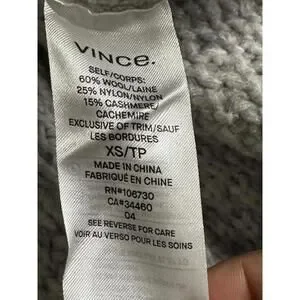 VINCE.
SELF/CORPS:
60% WOOL/LAINE
25% NYLON/NYLON
15% CASHMERE/
CACHEMIRE
EXCLUSIVE OF TRIM/SAUF
LES BORDURES
XS/TP
MADE IN CHINA
FABRIQUÉ EN CHINE
RN#106730
CA#34460
04
SEE REVERSE FOR CARE
VOIR AU VERSO POUR LES SOINS